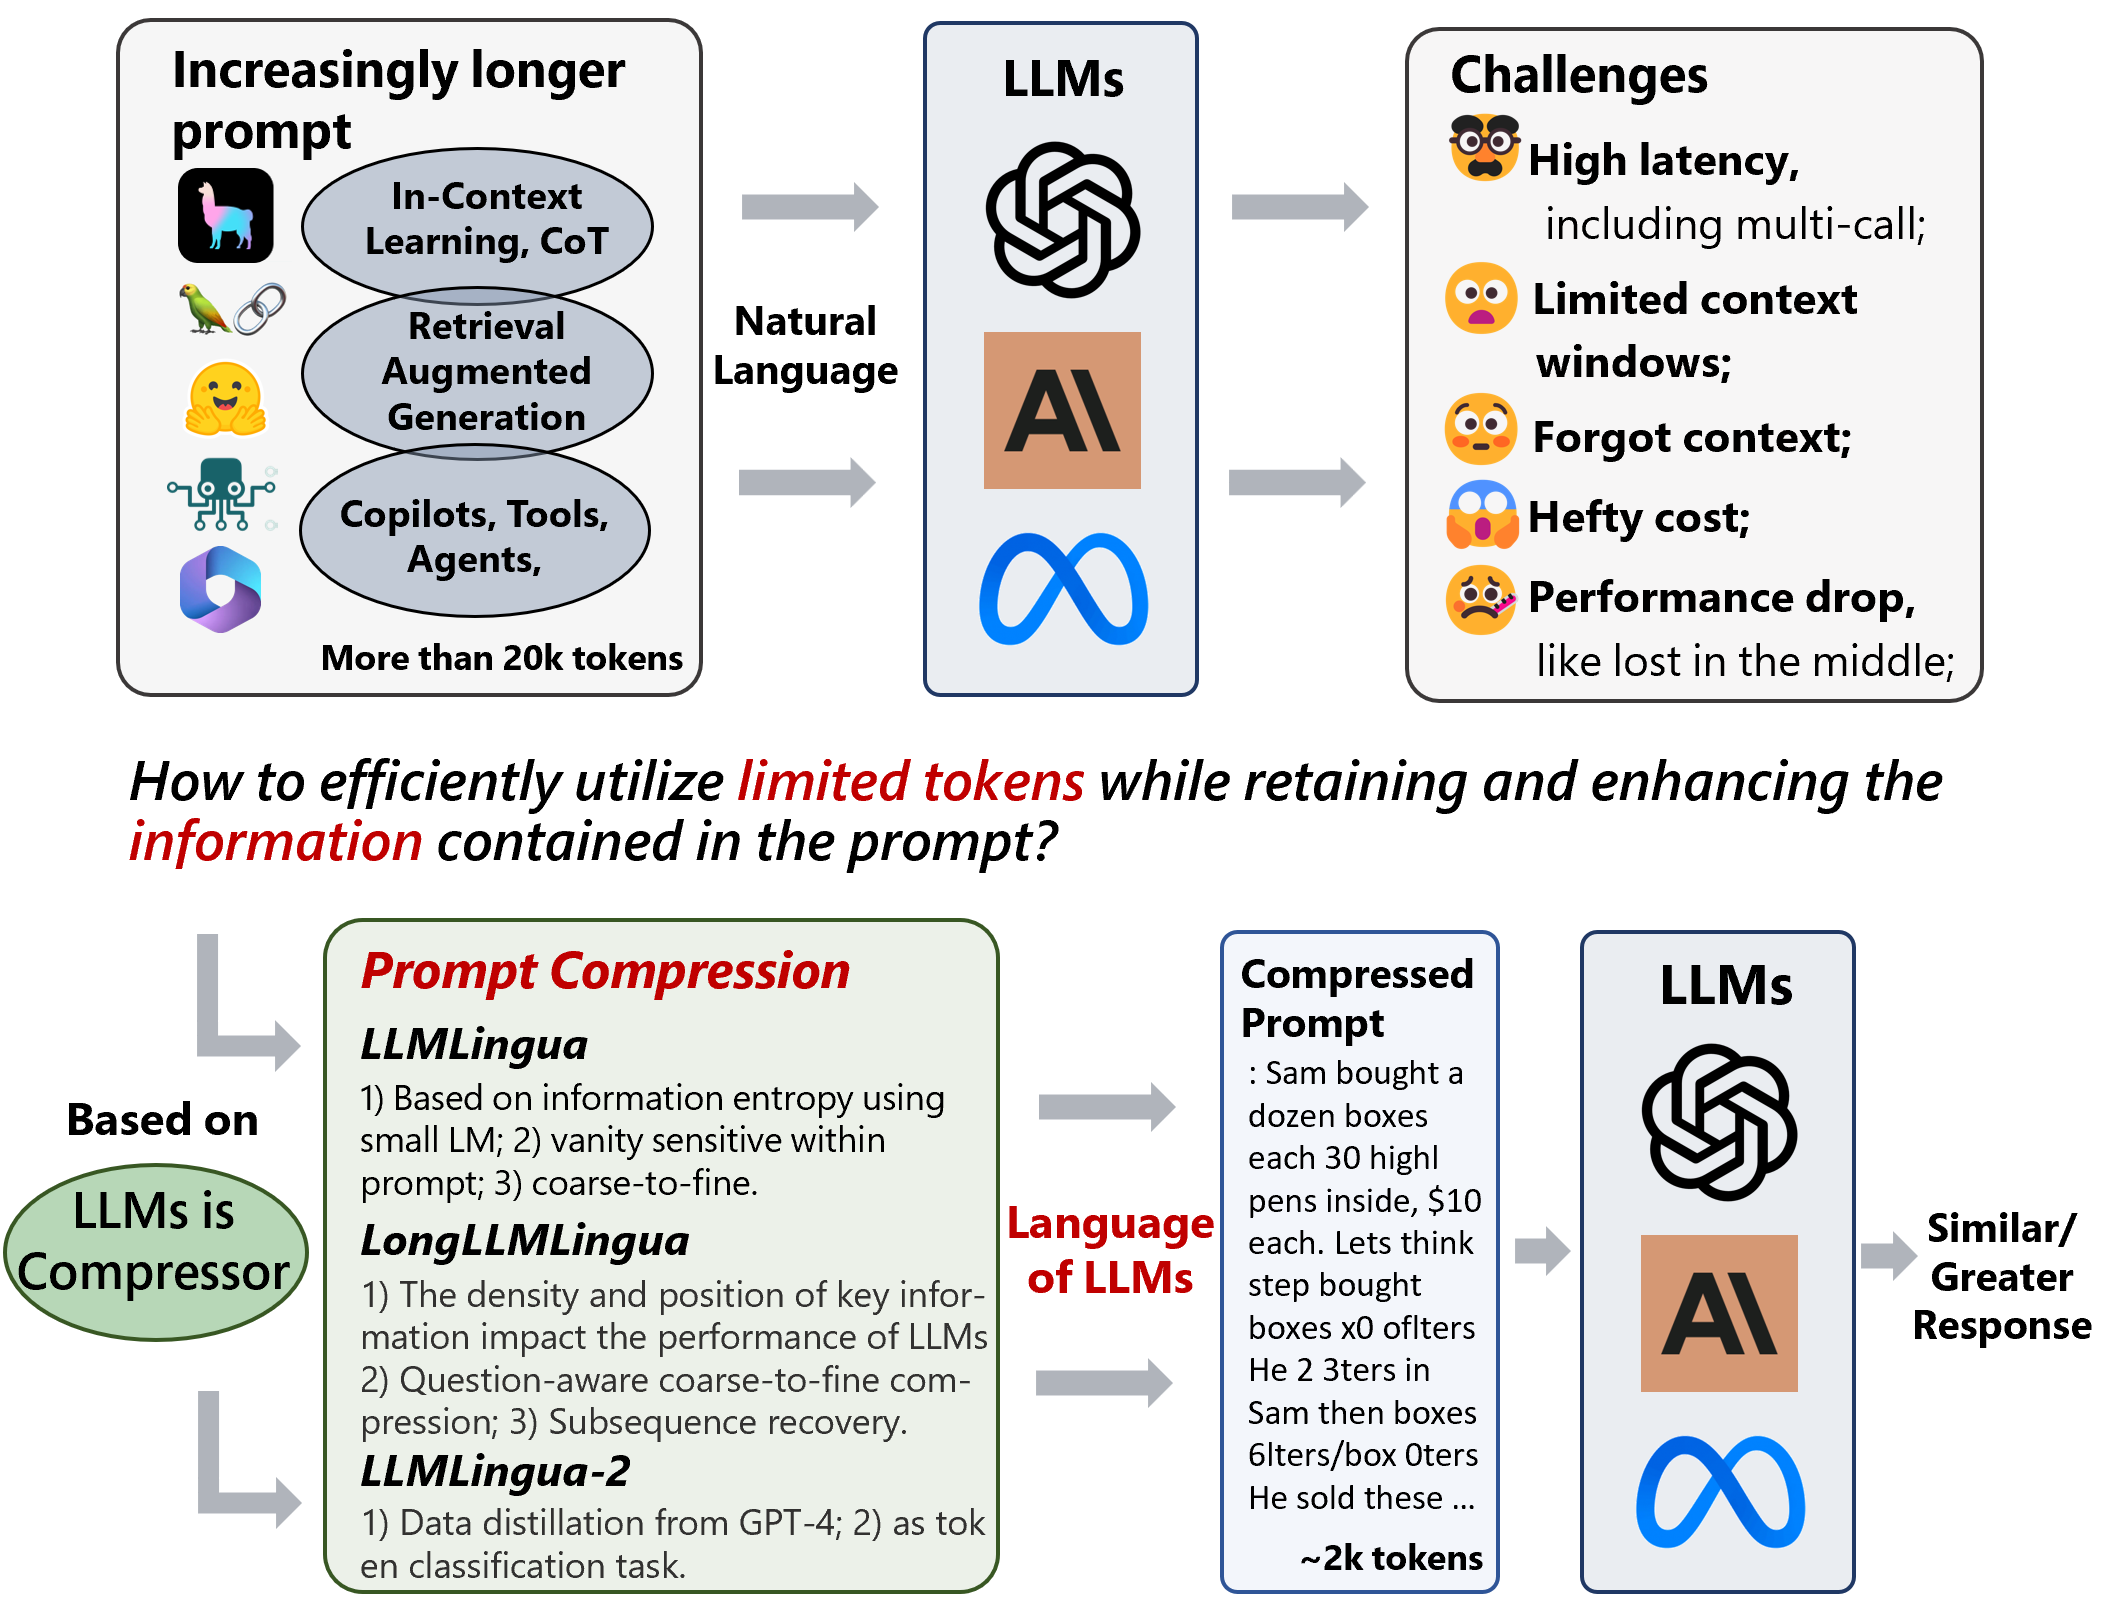 Increasingly longer
prompt
In-Context
Learning, CoT
Retrieval
Augmented
Generation
Copilots, Tools,
Agents,
More than 20k tokens
Natural
Language
LLMs
Challenges
High latency,
including multi-call;
Limited context
windows;
Forgot context;
Hefty cost;
Performance drop,
like lost in the middle;
How to efficiently utilize limited tokens while retaining and enhancing the
information contained in the prompt?
Based on
LLMs is
Compressor
Prompt Compression
LLMLingua
1) Based on information entropy using
small LM; 2) vanity sensitive within
prompt; 3) coarse-to-fine.
LongLLMLingua
1) The density and position of key infor-
mation impact the performance of LLMs
2) Question-aware coarse-to-fine com-
pression; 3) Subsequence recovery.
LLMLingua-2
1) Data distillation from GPT-4; 2) as tok
en classification task.
Language
of LLMs
Compressed
Prompt
: Sam bought a
dozen boxes
each 30 highl
pens inside, $10
each. Lets think
step bought
boxes x0 oflters
He 2 3ters in
Sam then boxes
6lters/box 0ters
He sold these ...
~2k tokens
LLMs
Similar/
Greater
Response